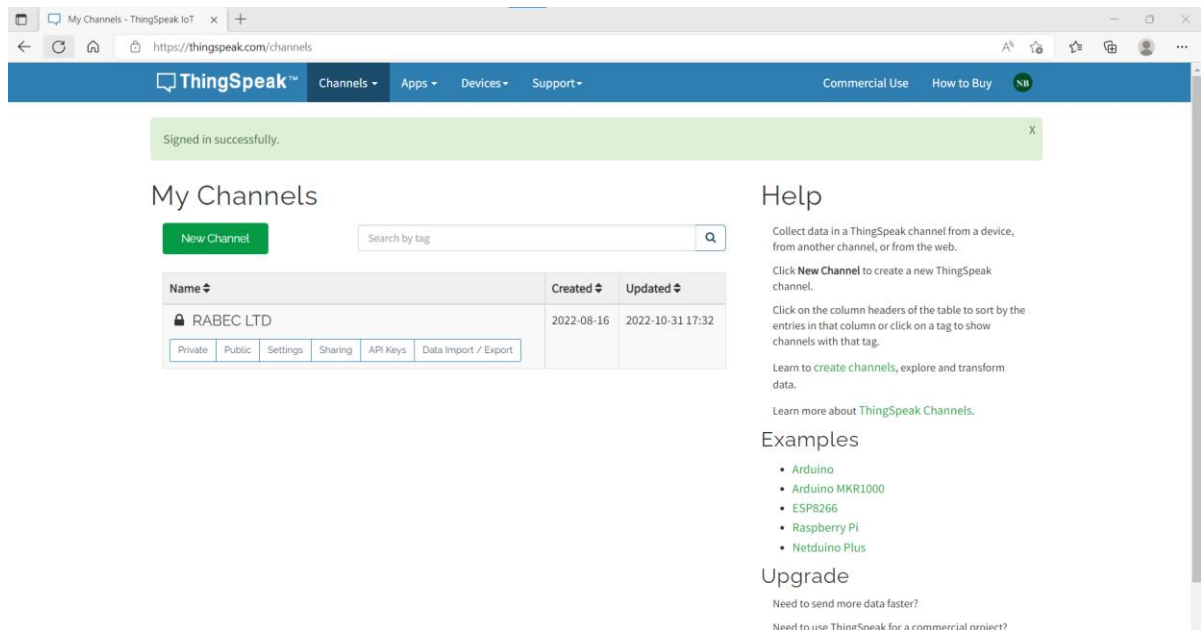 My Channels - ThingSpeak IoT
https://thingspeak.com/channels
ThingSpeak™ Channels Apps Devices Support Commercial Use How to Buy NB
Signed in successfully. X
My Channels
New Channel
Search by tag
Name Created Updated
RABEC LTD 2022-08-16 2022-10-31 17:32
Private Public Settings Sharing API Keys Data Import / Export
Help
Collect data in a ThingSpeak channel from a device,
from another channel, or from the web.
Click New Channel to create a new ThingSpeak
channel.
Click on the column headers of the table to sort by the
entries in that column or click on a tag to show
channels with that tag.
Learn to create channels, explore and transform
data.
Learn more about ThingSpeak Channels.
Examples
• Arduino
• Arduino MKR1000
• ESP8266
• Raspberry Pi
• Netduino Plus
Upgrade
Need to send more data faster?
Need to use ThingSpeak for a commercial project?